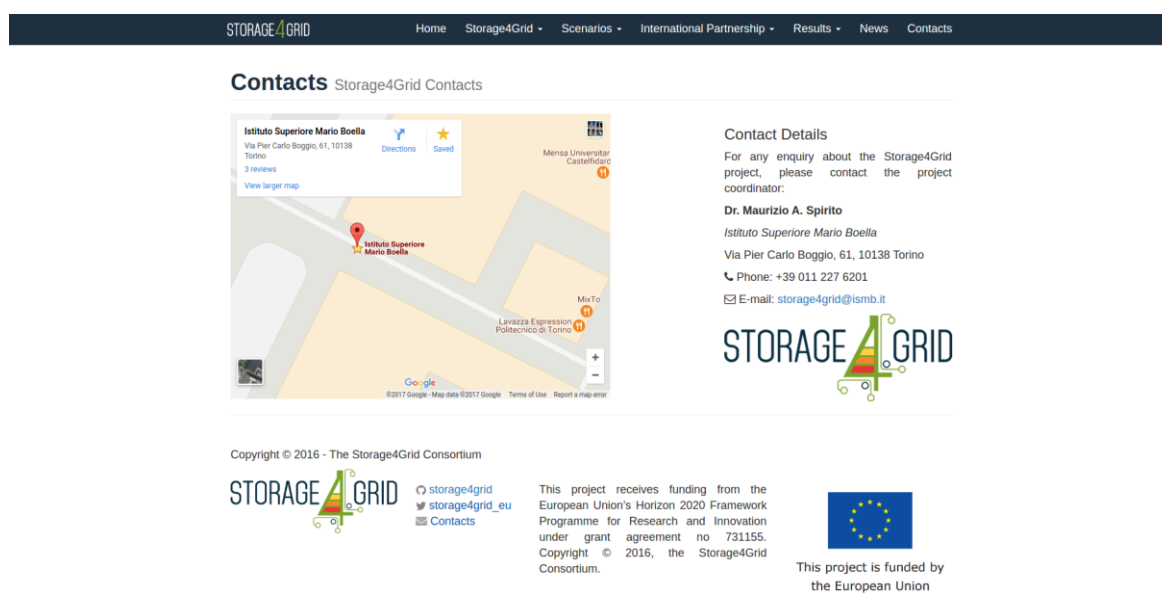 STORAGE4GRID
Home Storage4Grid Scenarios International Partnership Results News Contacts
Contacts Storage4Grid Contacts
Istituto Superiore Mario Boella
Via Pier Carlo Boggio, 61, 10138
Torino
3 reviews
View larger map
Directions
Saved
Mensa Universitar
Castelfidard
Istituto Superiore
Mario Boella
MixTo
Lavazza Espression
Politecnico di Torino
+
−
Google
©2017 Google - Map data ©2017 Google Terms of Use Report a map error
Contact Details
For any enquiry about the Storage4Grid
project, please contact the project
coordinator:
Dr. Maurizio A. Spirito
Istituto Superiore Mario Boella
Via Pier Carlo Boggio, 61, 10138 Torino
Phone: +39 011 227 6201
E-mail: storage4grid@ismb.it
STORAGE4GRID
Copyright © 2016 - The Storage4Grid Consortium
STORAGE4GRID
storage4grid
storage4grid_eu
Contacts
This project receives funding from the
European Union's Horizon 2020 Framework
Programme for Research and Innovation
under grant agreement no 731155.
Copyright © 2016, the Storage4Grid
Consortium.
This project is funded by
the European Union